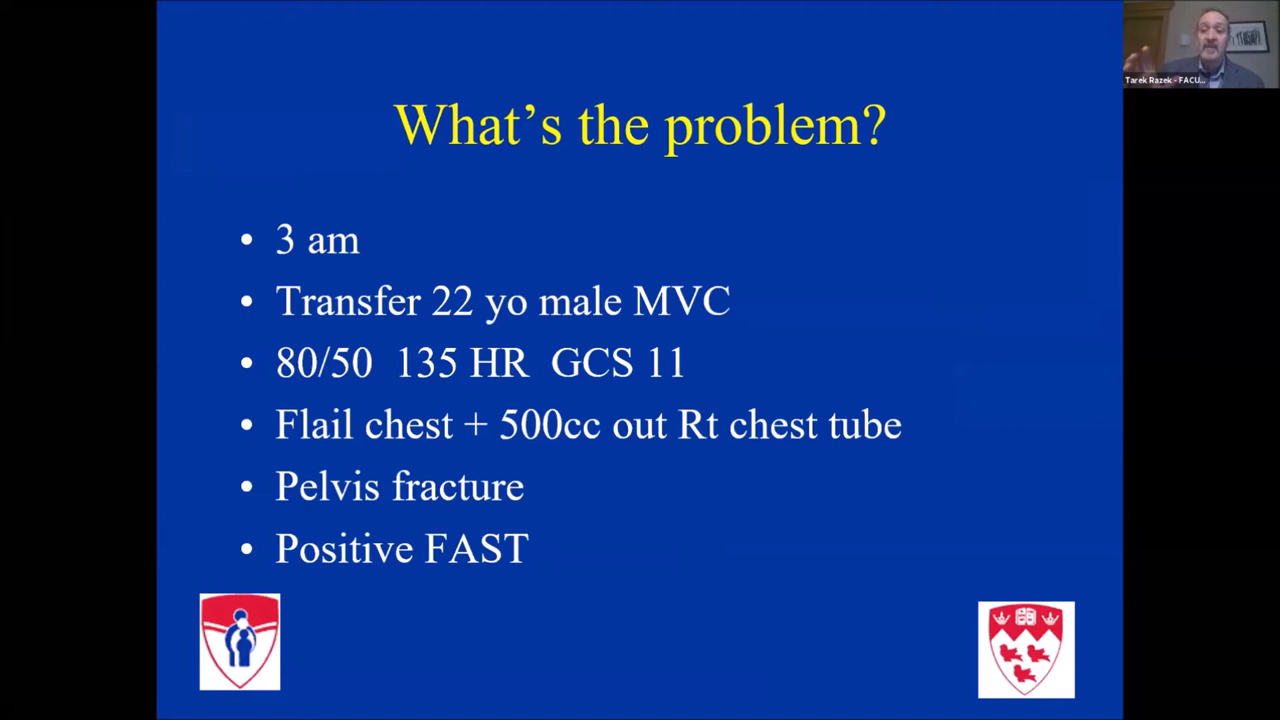 Tarek Razek - FACU...
What's the problem?
• 3 am
• Transfer 22 yo male MVC
• 80/50 135 HR GCS 11
• Flail chest + 500cc out Rt chest tube
• Pelvis fracture
• Positive FAST